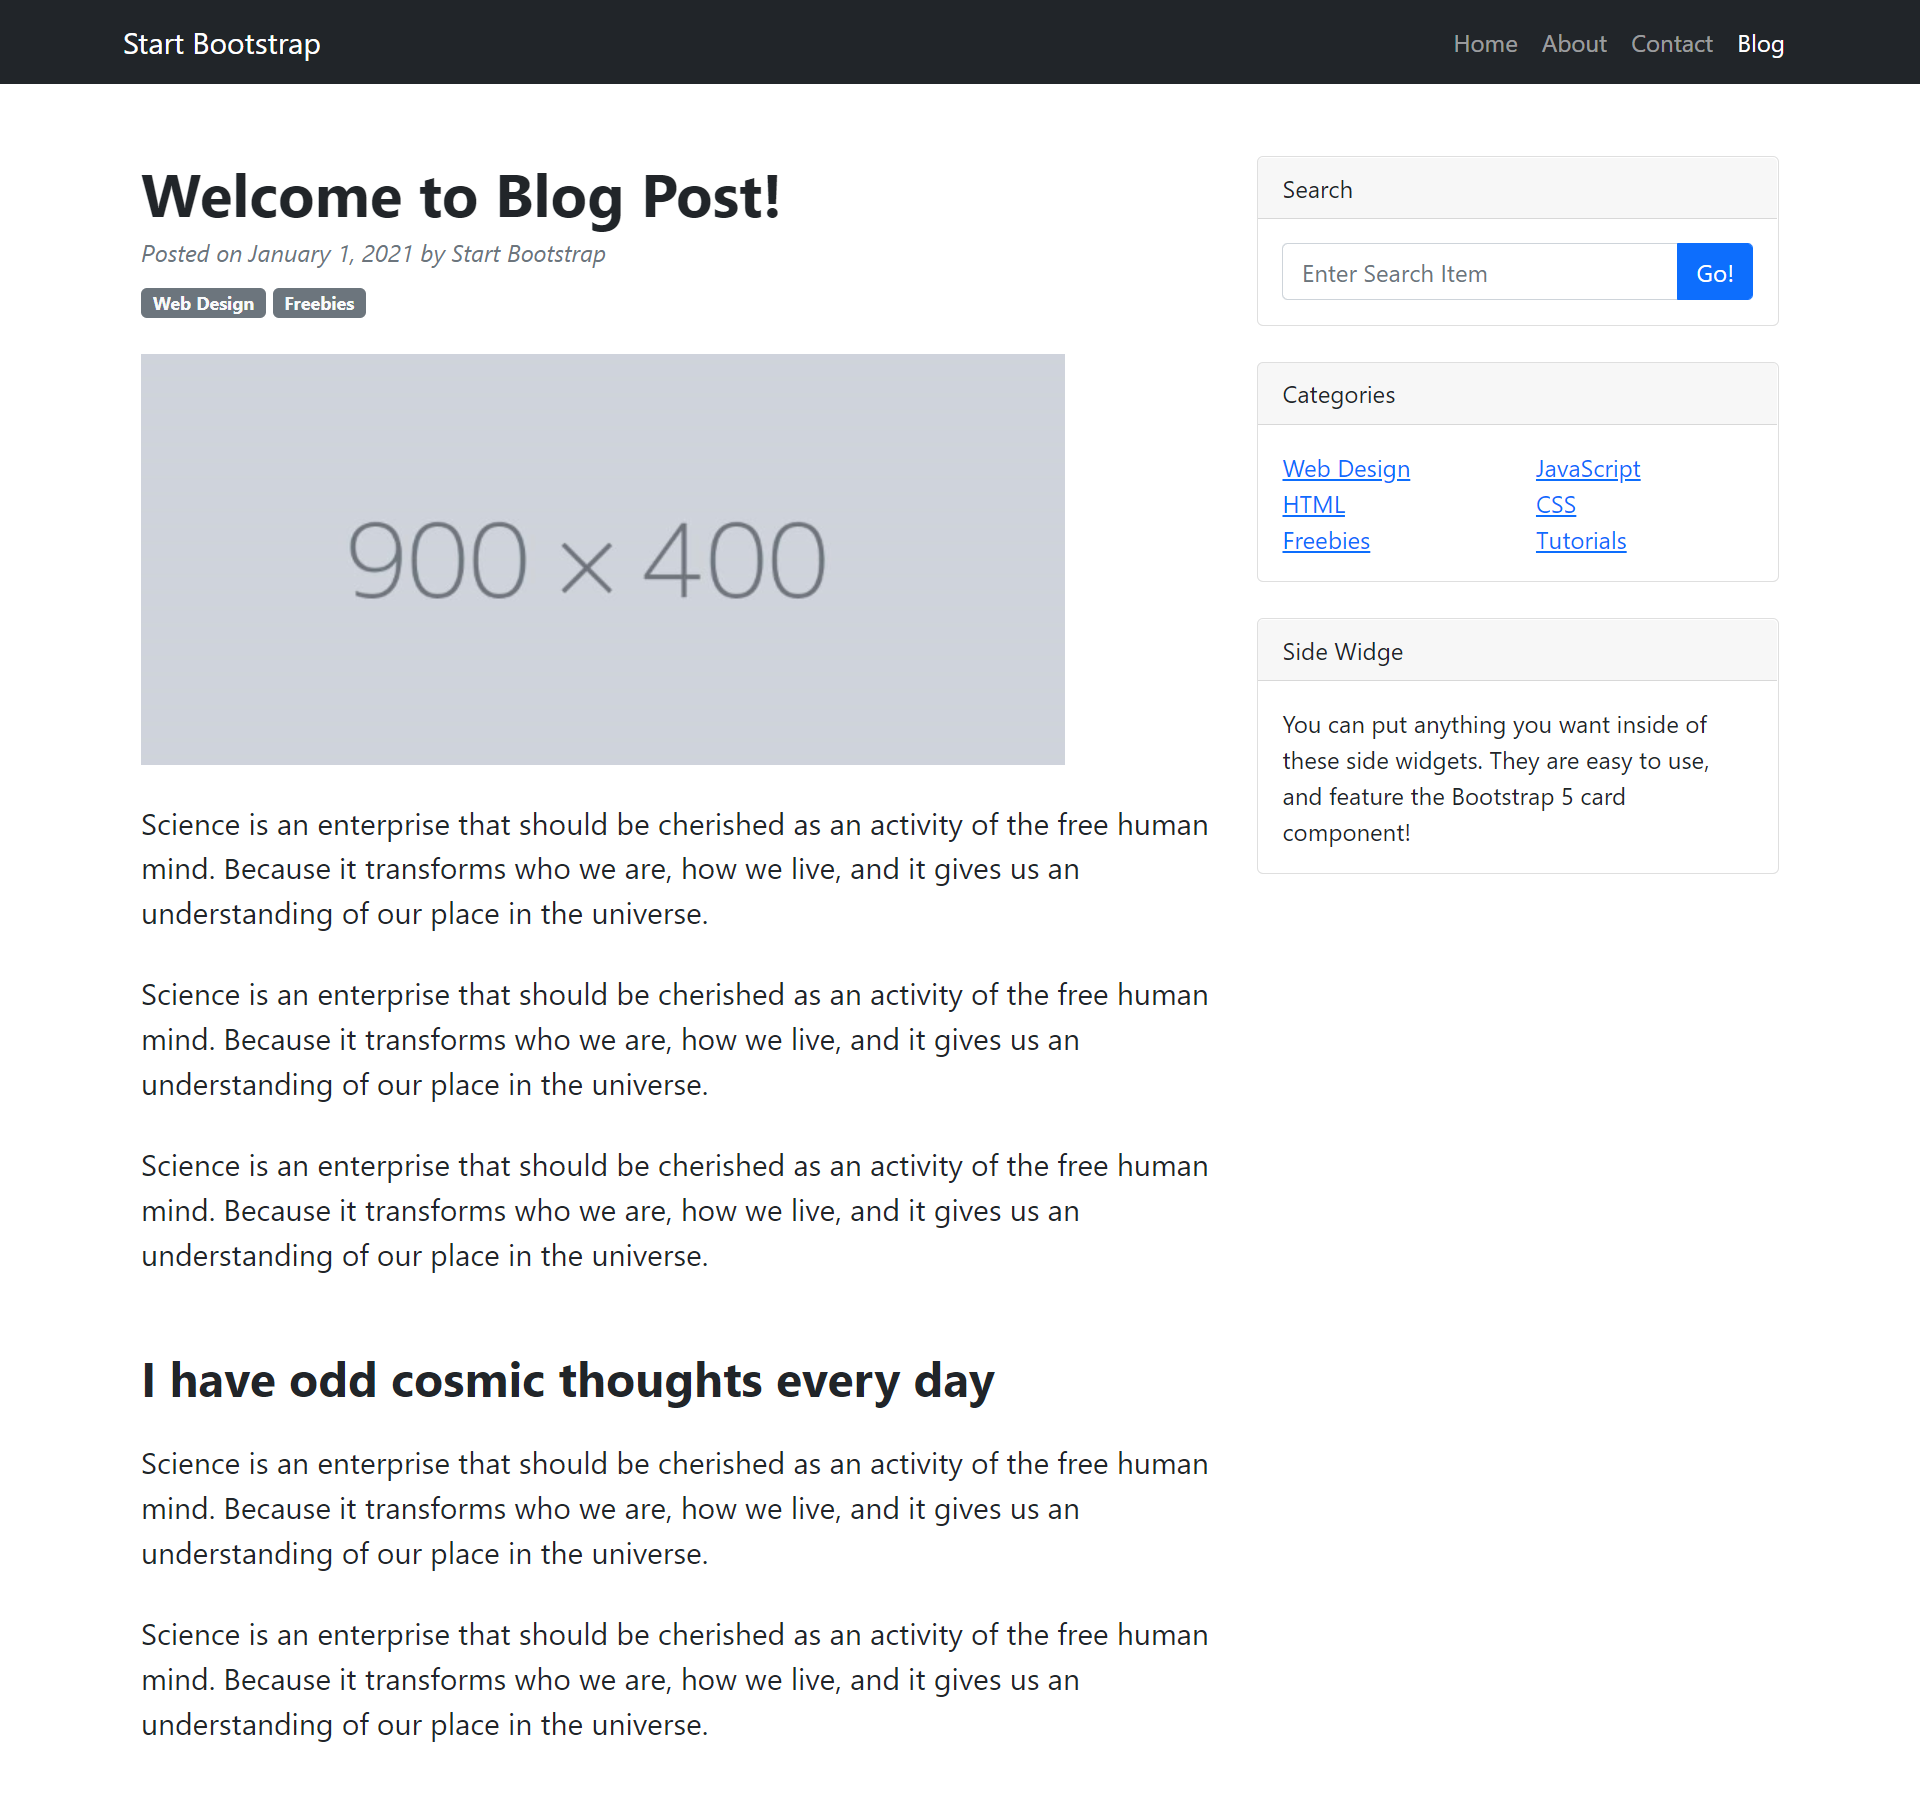 Start Bootstrap
Home About Contact Blog
Welcome to Blog Post!
Posted on January 1, 2021 by Start Bootstrap
Web Design Freebies
900 × 400
Science is an enterprise that should be cherished as an activity of the free human
mind. Because it transforms who we are, how we live, and it gives us an
understanding of our place in the universe.
Science is an enterprise that should be cherished as an activity of the free human
mind. Because it transforms who we are, how we live, and it gives us an
understanding of our place in the universe.
Science is an enterprise that should be cherished as an activity of the free human
mind. Because it transforms who we are, how we live, and it gives us an
understanding of our place in the universe.
I have odd cosmic thoughts every day
Science is an enterprise that should be cherished as an activity of the free human
mind. Because it transforms who we are, how we live, and it gives us an
understanding of our place in the universe.
Science is an enterprise that should be cherished as an activity of the free human
mind. Because it transforms who we are, how we live, and it gives us an
understanding of our place in the universe.
Search
Enter Search Item Go!
Categories
Web Design JavaScript
HTML CSS
Freebies Tutorials
Side Widge
You can put anything you want inside of
these side widgets. They are easy to use,
and feature the Bootstrap 5 card
component!